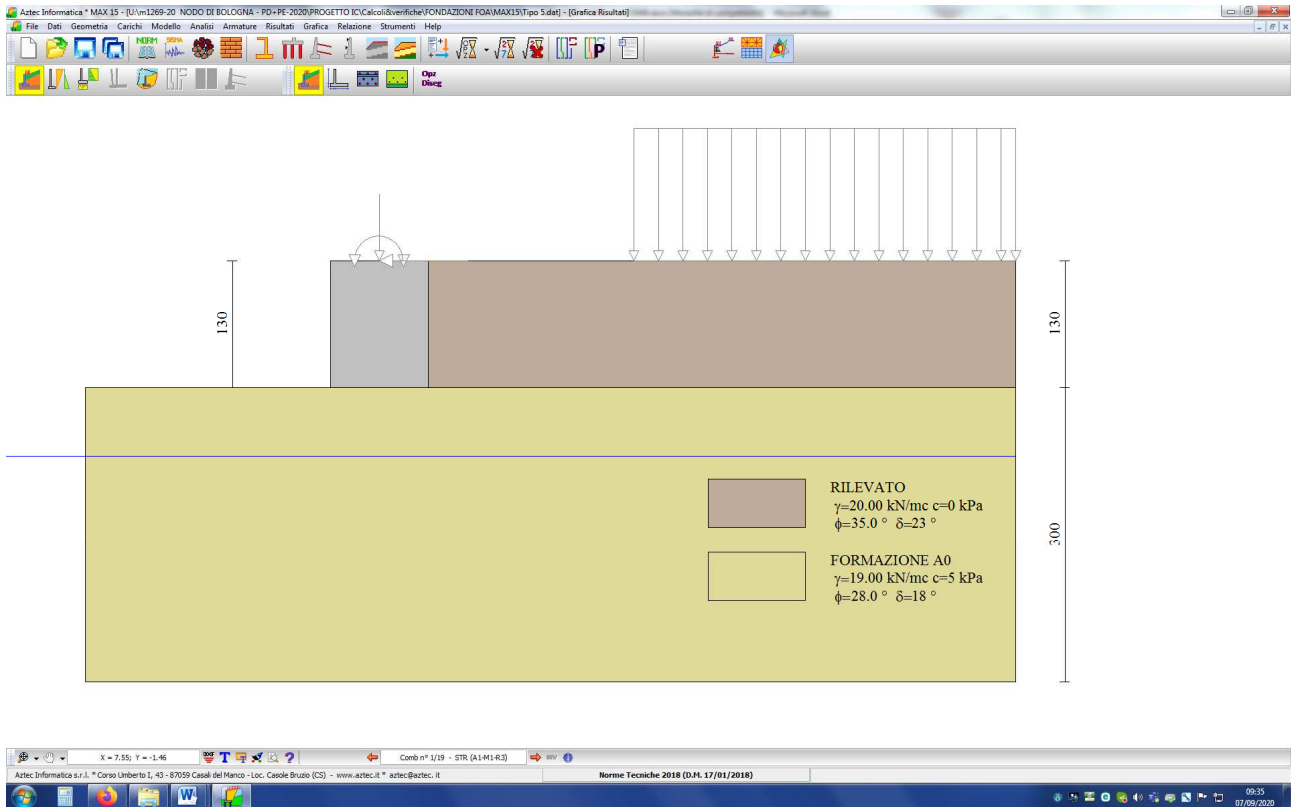 Aztec Informatica * MAX 15 - [U:\m1269-20 NODO DI BOLOGNA - PD+PE-2020\PROGETTO IC\Calcoli&verifiche\FONDAZIONI FOA\MAX15\Tipo 5.dat] - [Grafica Risultati]
File Dati Geometria Carichi Modello Analisi Armature Risultati Grafica Relazione Strumenti Help
NORM SISMA
Opz
Diseg
130
130
RILEVATO
γ=20.00 kN/mc c=0 kPa
ϕ=35.0 ° δ=23 °
300
FORMAZIONE A0
γ=19.00 kN/mc c=5 kPa
ϕ=28.0 ° δ=18 °
X = 7.55; Y = -1.46
DXF
T
?
Comb n° 1/19 - STR (A1-M1-R3)
INV
Aztec Informatica s.r.l. * Corso Umberto I, 43 - 87059 Casali del Manco - Loc. Casole Bruzio (CS) - www.aztec.it * aztec@aztec. it
Norme Tecniche 2018 (D.M. 17/01/2018)
09:35
07/09/2020